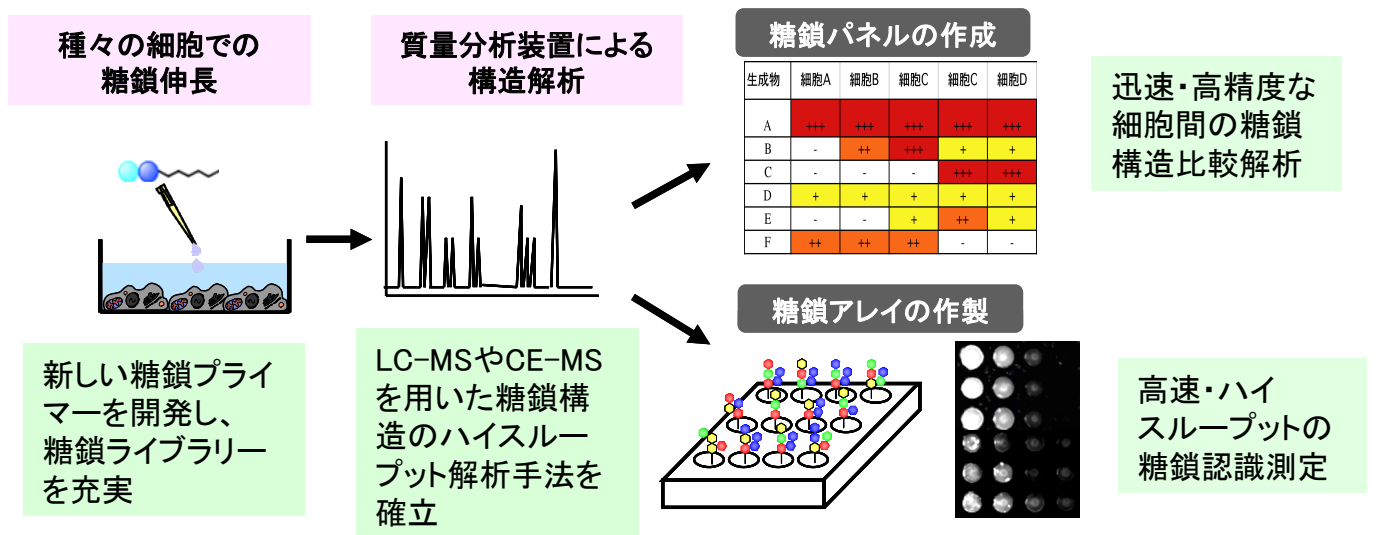 種々の細胞での
糖鎖伸長
質量分析装置による
構造解析
糖鎖パネルの作成
生成物 細胞A 細胞B 細胞C 細胞C 細胞D
A +++ +++ +++ +++ +++
B - ++ +++ + +
C - - - +++ +++
D + + + + +
E - - + ++ +
F ++ ++ ++ - -
迅速・高精度な
細胞間の糖鎖
構造比較解析
新しい糖鎖プライ
マーを開発し、
糖鎖ライブラリー
を充実
LC-MSやCE-MS
を用いた糖鎖構
造のハイスルー
プット解析手法を
確立
糖鎖アレイの作製
高速・ハイ
スループットの
糖鎖認識測定